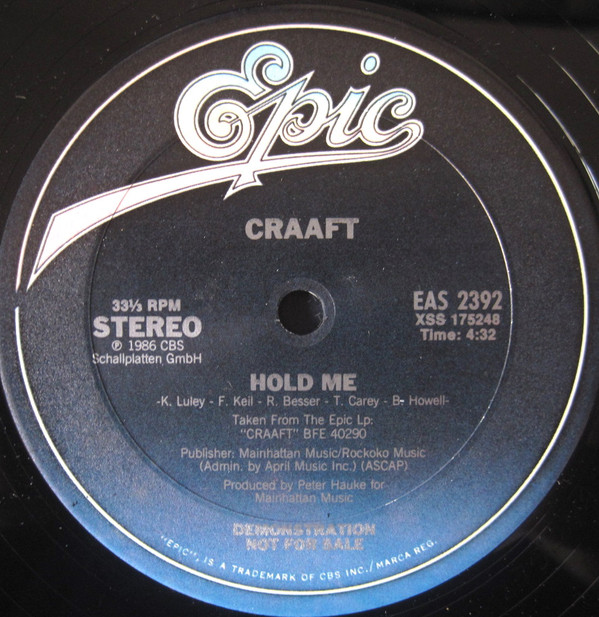 Epic
CRAAFT
33⅓ RPM
STEREO
℗ 1986 CBS
Schallplatten GmbH
EAS 2392
XSS 175248
Time: 4:32
HOLD ME
-K. Luley - F. Keil - R. Besser - T. Carey - B. Howell-
Taken From The Epic Lp:
"CRAAFT" BFE 40290
Publisher: Mainhattan Music/Rockoko Music
(Admin. by April Music Inc.) (ASCAP)
Produced by Peter Hauke for
Mainhattan Music
DEMONSTRATION
NOT FOR SALE
"EPIC", IS A TRADEMARK OF CBS INC./MARCA REG.